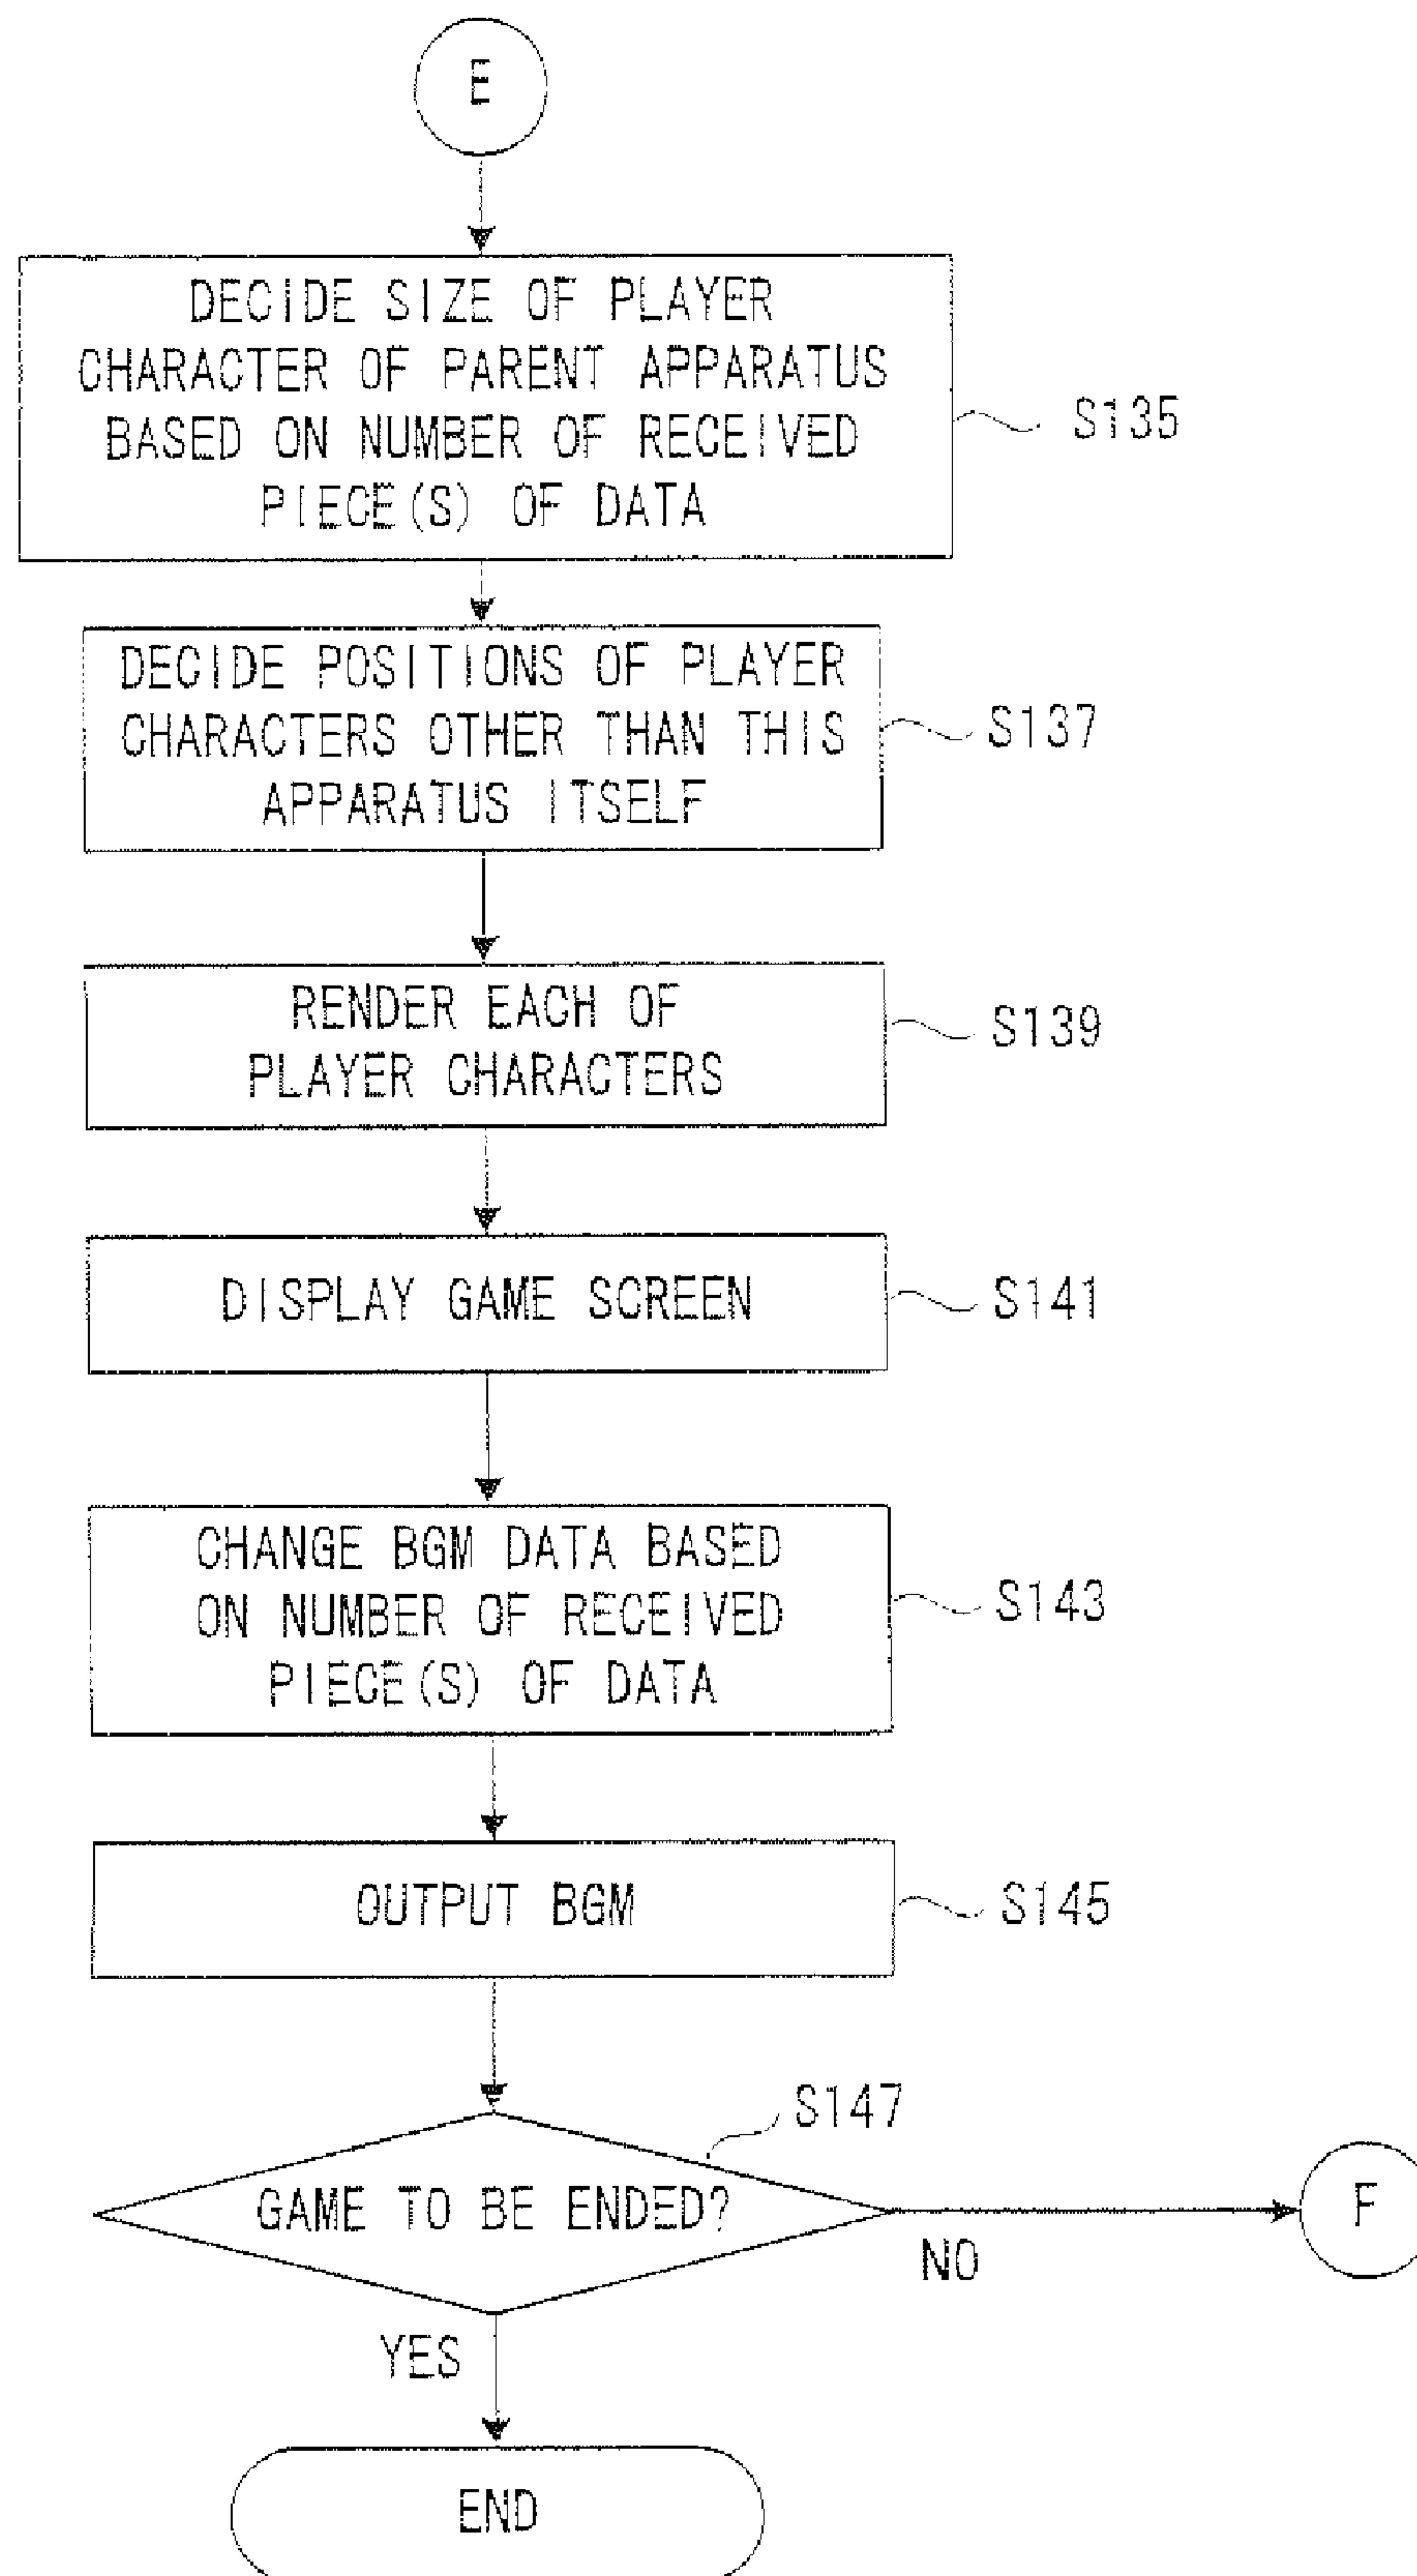 E
DECIDE SIZE OF PLAYER
CHARACTER OF PARENT APPARATUS
BASED ON NUMBER OF RECEIVED
PIECE(S) OF DATA
S135
DECIDE POSITIONS OF PLAYER
CHARACTERS OTHER THAN THIS
APPARATUS ITSELF
S137
RENDER EACH OF
PLAYER CHARACTERS
S139
DISPLAY GAME SCREEN
S141
CHANGE BGM DATA BASED
ON NUMBER OF RECEIVED
PIECE(S) OF DATA
S143
OUTPUT BGM
S145
S147
GAME TO BE ENDED?
NO
F
YES
END